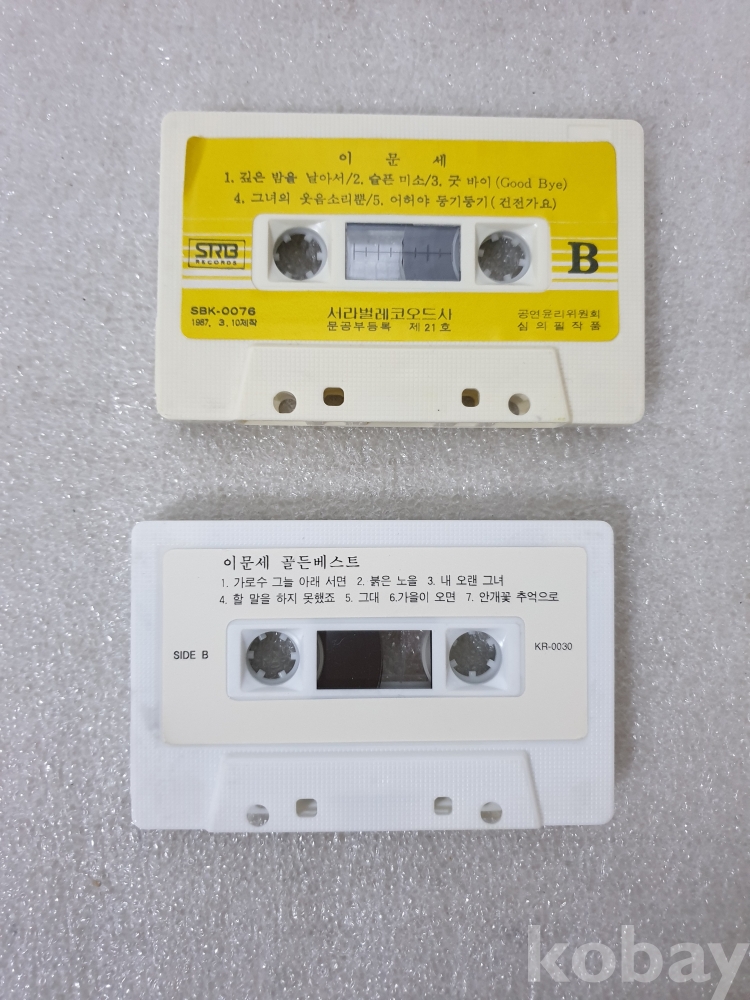 이 문 세
1. 깊은 밤을 날아서/2. 슬픈 미소/3. 굿 바이 (Good Bye)
4. 그녀의 웃음소리뿐/5. 어허야 둥기둥기 (건전가요)
SRB
RECORDS
B
SBK-0076
1987. 3. 10제작
서라벌레코오드사
문공부등록 제 21 호
공연윤리위원회
심 의 필 작 품
이문세 골든베스트
1. 가로수 그늘 아래 서면 2. 붉은 노을 3. 내 오랜 그녀
4. 할 말을 하지 못했죠 5. 그대 6.가을이 오면 7. 안개꽃 추억으로
SIDE B
KR-0030
kobay